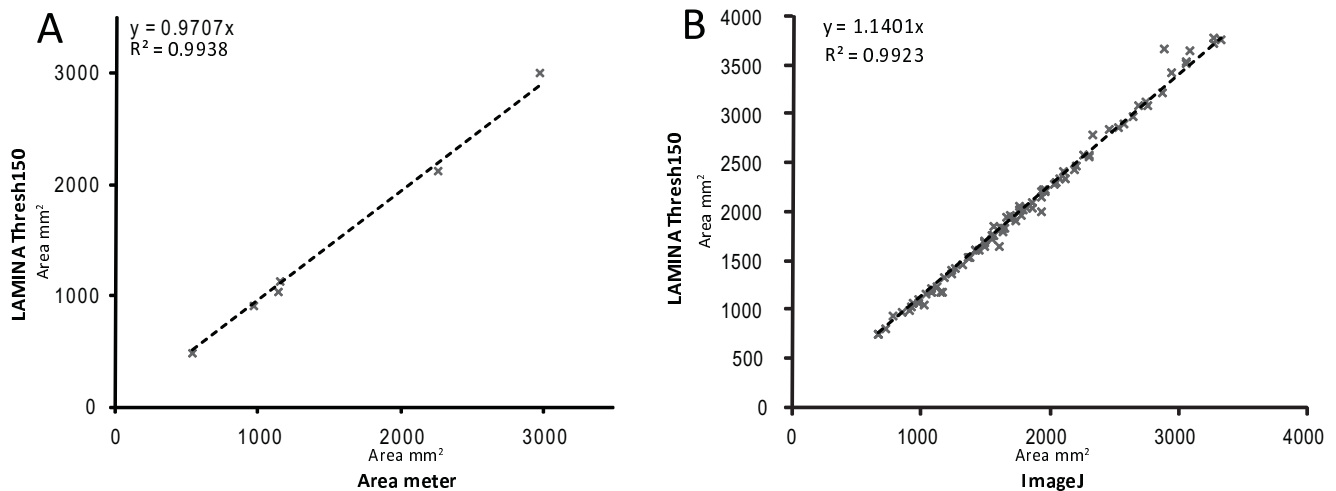 A
y = 0.9707x
R² = 0.9938
3000
2000
1000
0
LAMINA Thresh150
Area mm²
0 1000 2000 3000
Area mm²
Area meter
B
y = 1.1401x
R² = 0.9923
4000
3500
3000
2500
2000
1500
1000
500
0
LAMINA Thresh150
Area mm²
0 1000 2000 3000 4000
Area mm²
ImageJ